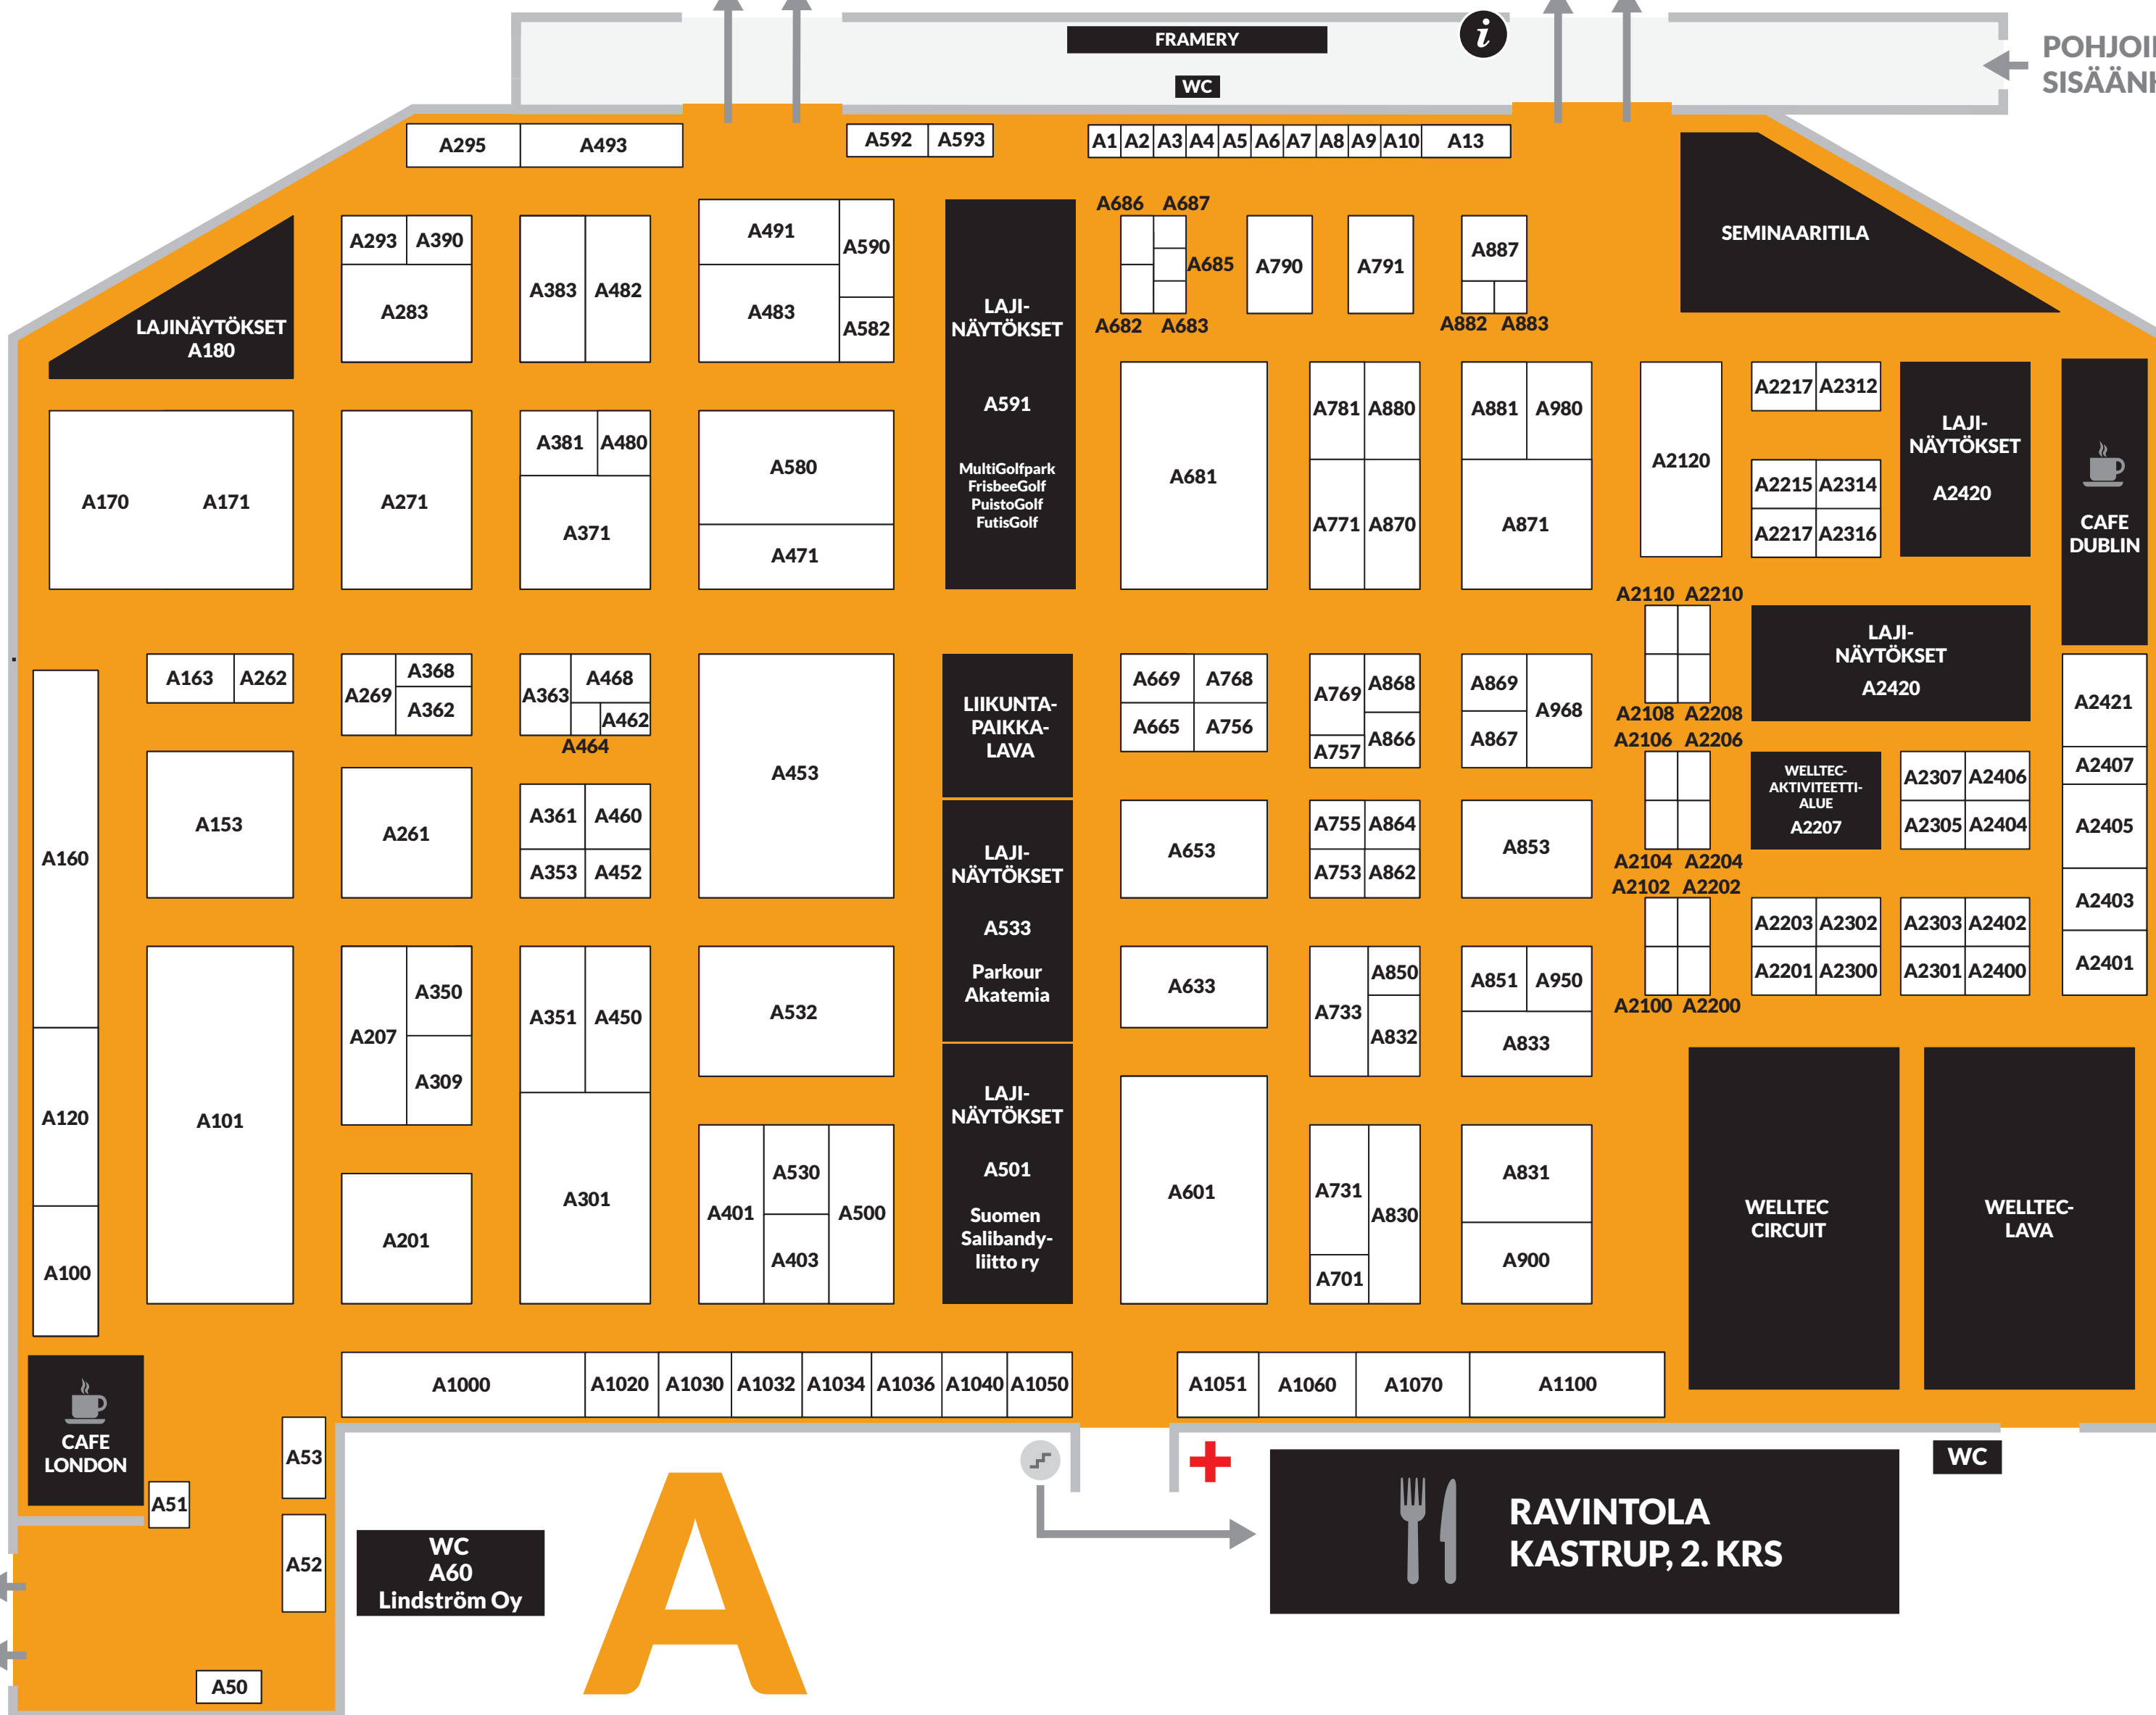 FRAMERY
i
WC
POHJOI
SISÄÄN
A295
A493
A592
A593
A1
A2
A3
A4
A5
A6
A7
A8
A9
A10
A13
SEMINAARITILA
LAJINÄYTÖKSET
A180
A293
A390
A283
A383
A482
A491
A590
A483
A582
LAJI-
NÄYTÖKSET
A591
MultiGolfpark
FrisbeeGolf
PuistoGolf
FutisGolf
A686
A687
A685
A682
A683
A790
A791
A887
A882
A883
A170
A171
A271
A381
A480
A371
A580
A471
A681
A781
A880
A771
A870
A881
A980
A871
A2120
A2217
A2312
A2215
A2314
A2217
A2316
LAJI-
NÄYTÖKSET
A2420
CAFE
DUBLIN
A2110
A2210
A2108
A2208
A2106
A2206
A2104
A2204
A2102
A2202
A2100
A2200
LAJI-
NÄYTÖKSET
A2420
WELLTEC-
AKTIVITEETTI-
ALUE
A2207
A2307
A2406
A2305
A2404
A2203
A2302
A2201
A2300
A2303
A2402
A2301
A2400
A2421
A2407
A2405
A2403
A2401
A163
A262
A269
A368
A362
A363
A468
A462
A464
A453
LIIKUNTA-
PAIKKA-
LAVA
A669
A768
A665
A756
A769
A868
A757
A866
A869
A968
A867
A160
A153
A261
A361
A460
A353
A452
LAJI-
NÄYTÖKSET
A533
Parkour
Akatemia
A653
A755
A864
A753
A862
A853
A120
A100
A101
A207
A350
A309
A201
A351
A450
A301
A532
A401
A530
A403
A500
LAJI-
NÄYTÖKSET
A501
Suomen
Salibandy-
liitto ry
A633
A601
A733
A850
A832
A731
A830
A701
A851
A950
A833
A831
A900
WELLTEC
CIRCUIT
WELLTEC-
LAVA
A1000
A1020
A1030
A1032
A1034
A1036
A1040
A1050
A1051
A1060
A1070
A1100
CAFE
LONDON
A53
A51
A52
A50
WC
A60
Lindström Oy
A
RAVINTOLA
KASTRUP, 2. KRS
WC